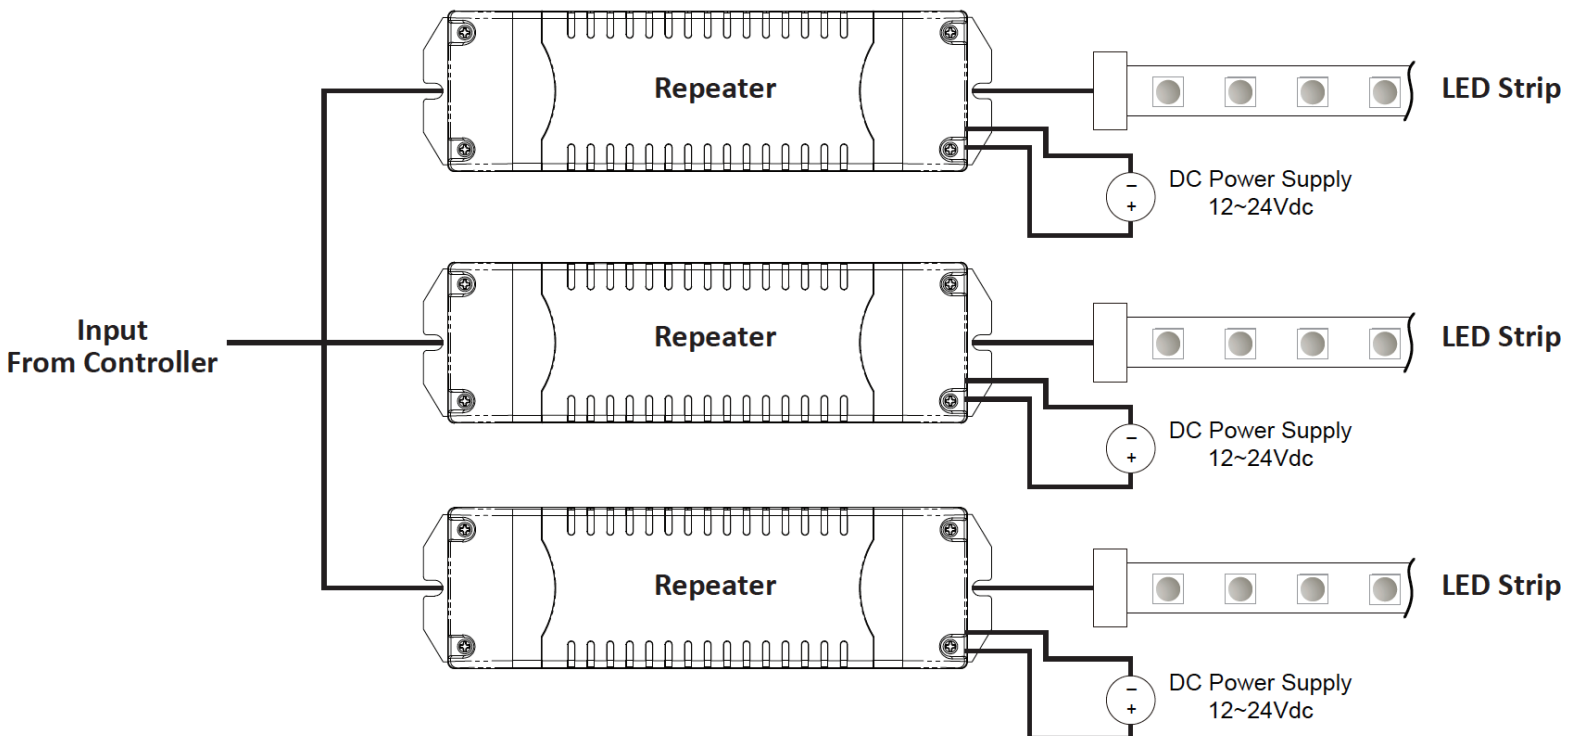 Repeater
LED Strip
− 
+
DC Power Supply
12~24Vdc
Input
From Controller
Repeater
LED Strip
−
+
DC Power Supply
12~24Vdc
Repeater
LED Strip
−
+
DC Power Supply
12~24Vdc